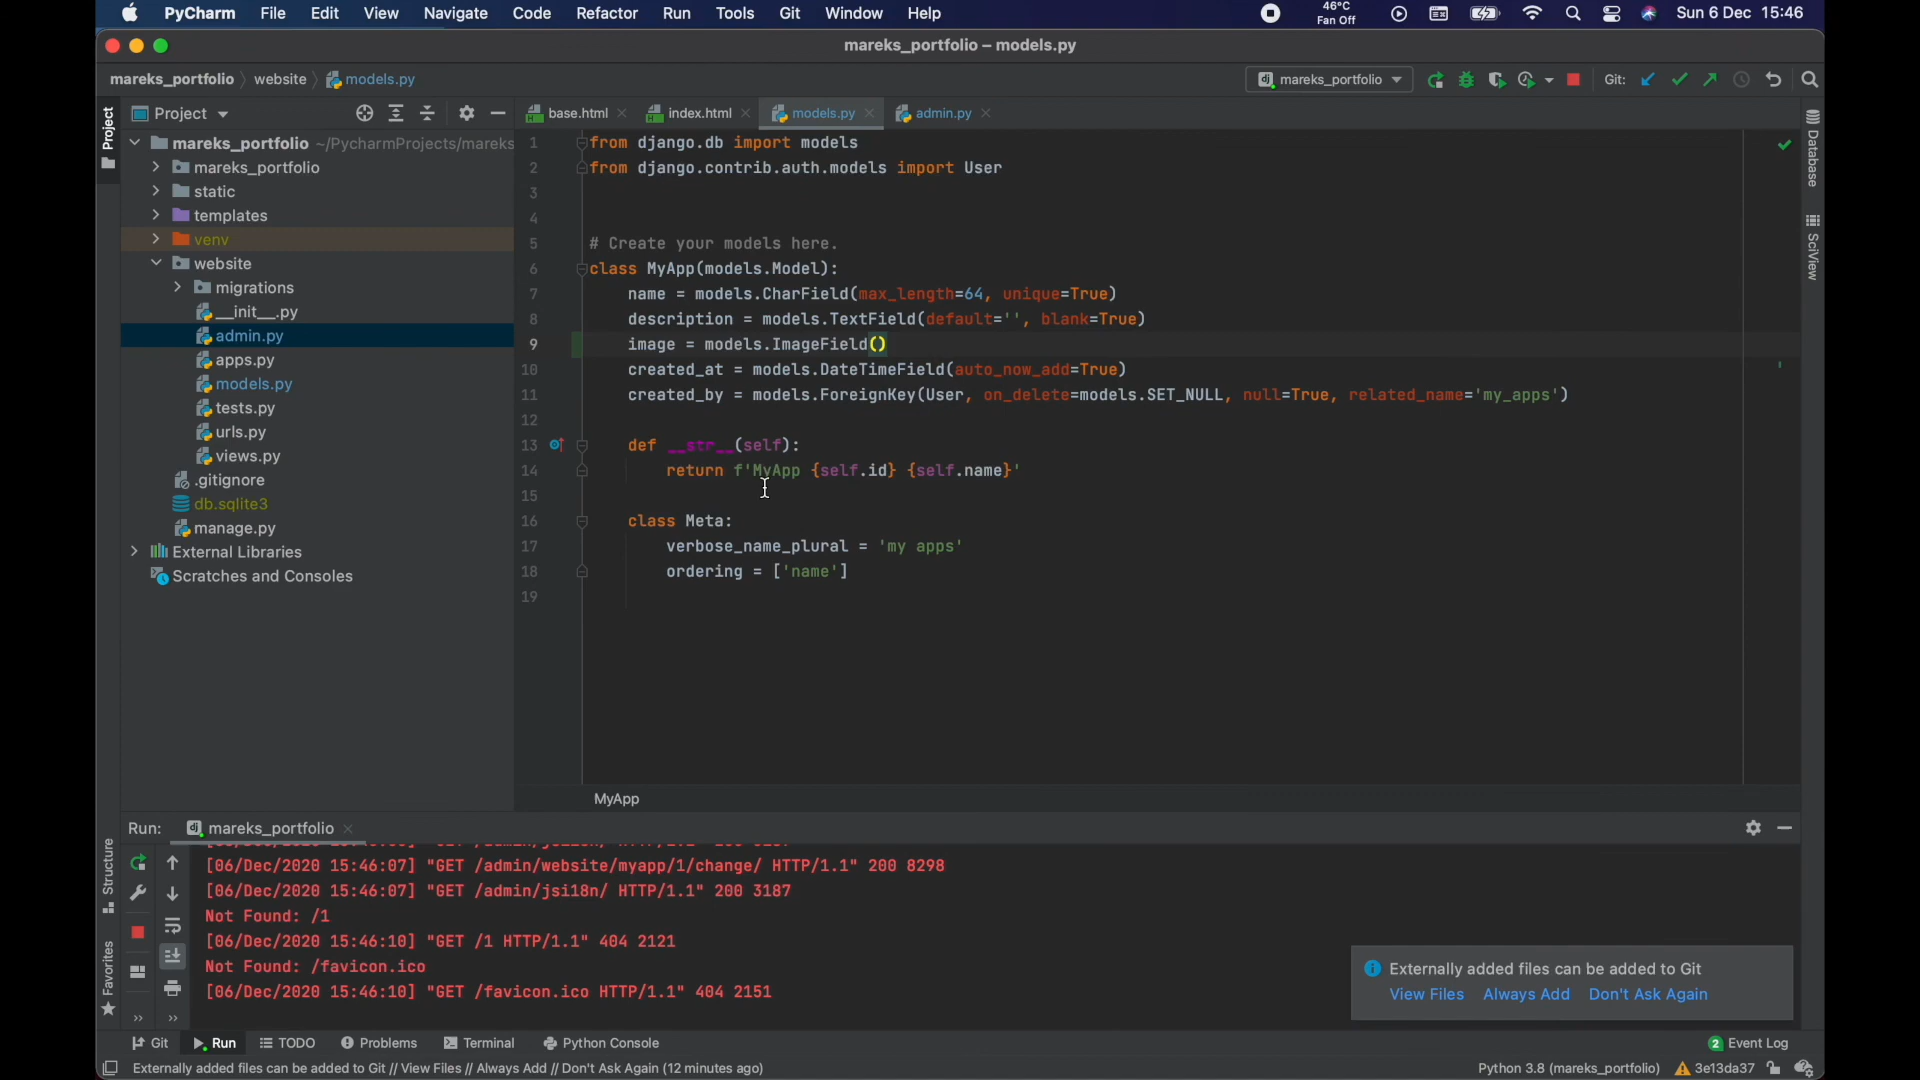 PyCharm File Edit View Navigate Code Refactor Run Tools Git Window Help 46°C Fan Off Sun 6 Dec 15:46
mareks_portfolio – models.py
mareks_portfolio website models.py mareks_portfolio Git:
Project base.html index.html models.py admin.py
Project
Database
SciView
mareks_portfolio ~/PycharmProjects/mareks
mareks_portfolio
static
templates
venv
website
migrations
__init__.py
admin.py
apps.py
models.py
tests.py
urls.py
views.py
.gitignore
db.sqlite3
manage.py
External Libraries
Scratches and Consoles
1 from django.db import models
2 from django.contrib.auth.models import User
3
4
5 # Create your models here.
6 class MyApp(models.Model):
7 name = models.CharField(max_length=64, unique=True)
8 description = models.TextField(default='', blank=True)
9 image = models.ImageField()
10 created_at = models.DateTimeField(auto_now_add=True)
11 created_by = models.ForeignKey(User, on_delete=models.SET_NULL, null=True, related_name='my_apps')
12
13 def __str__(self):
14 return f'MyApp {self.id} {self.name}'
15
16 class Meta:
17 verbose_name_plural = 'my apps'
18 ordering = ['name']
19
MyApp
Run: mareks_portfolio
Structure
Favorites
[06/Dec/2020 15:46:07] "GET /admin/website/myapp/1/change/ HTTP/1.1" 200 8298
[06/Dec/2020 15:46:07] "GET /admin/jsi18n/ HTTP/1.1" 200 3187
Not Found: /1
[06/Dec/2020 15:46:10] "GET /1 HTTP/1.1" 404 2121
Not Found: /favicon.ico
[06/Dec/2020 15:46:10] "GET /favicon.ico HTTP/1.1" 404 2151
Externally added files can be added to Git
View Files Always Add Don't Ask Again
Git Run TODO Problems Terminal Python Console 2 Event Log
Externally added files can be added to Git // View Files // Always Add // Don't Ask Again (12 minutes ago) Python 3.8 (mareks_portfolio) 3e13da37